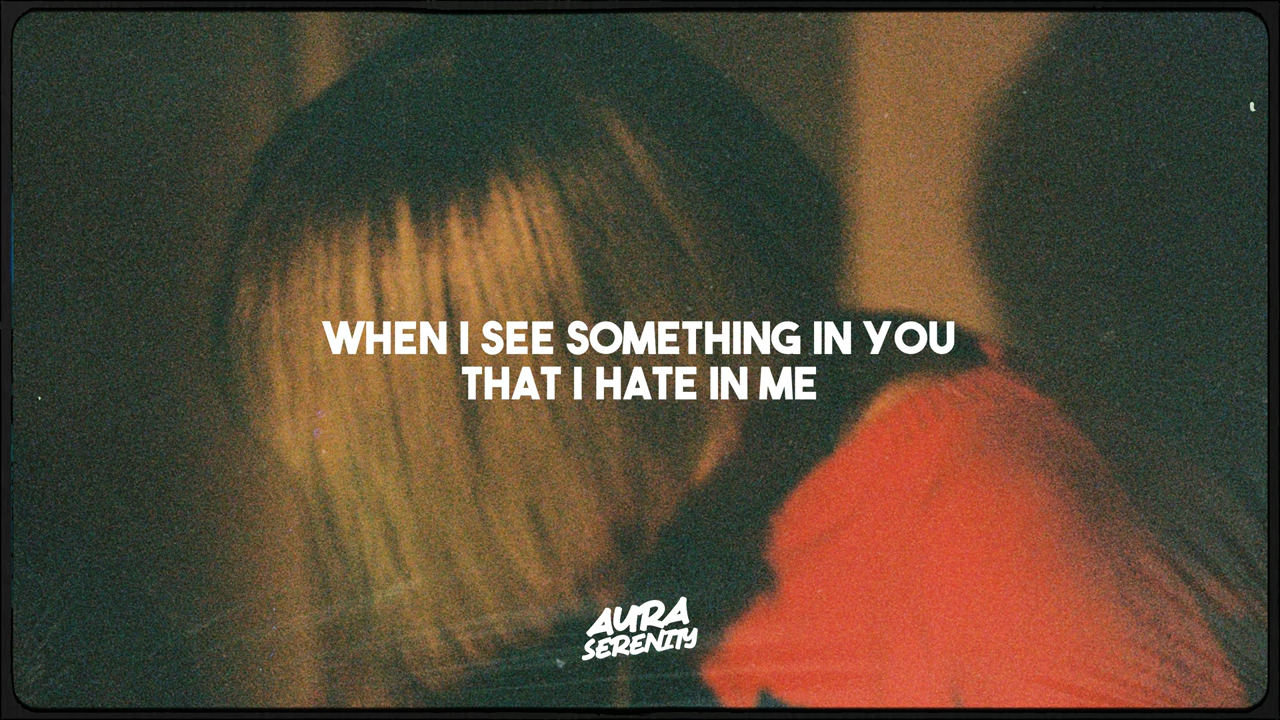 WHEN I SEE SOMETHING IN YOU
THAT I HATE IN ME
AURA
SERENITY